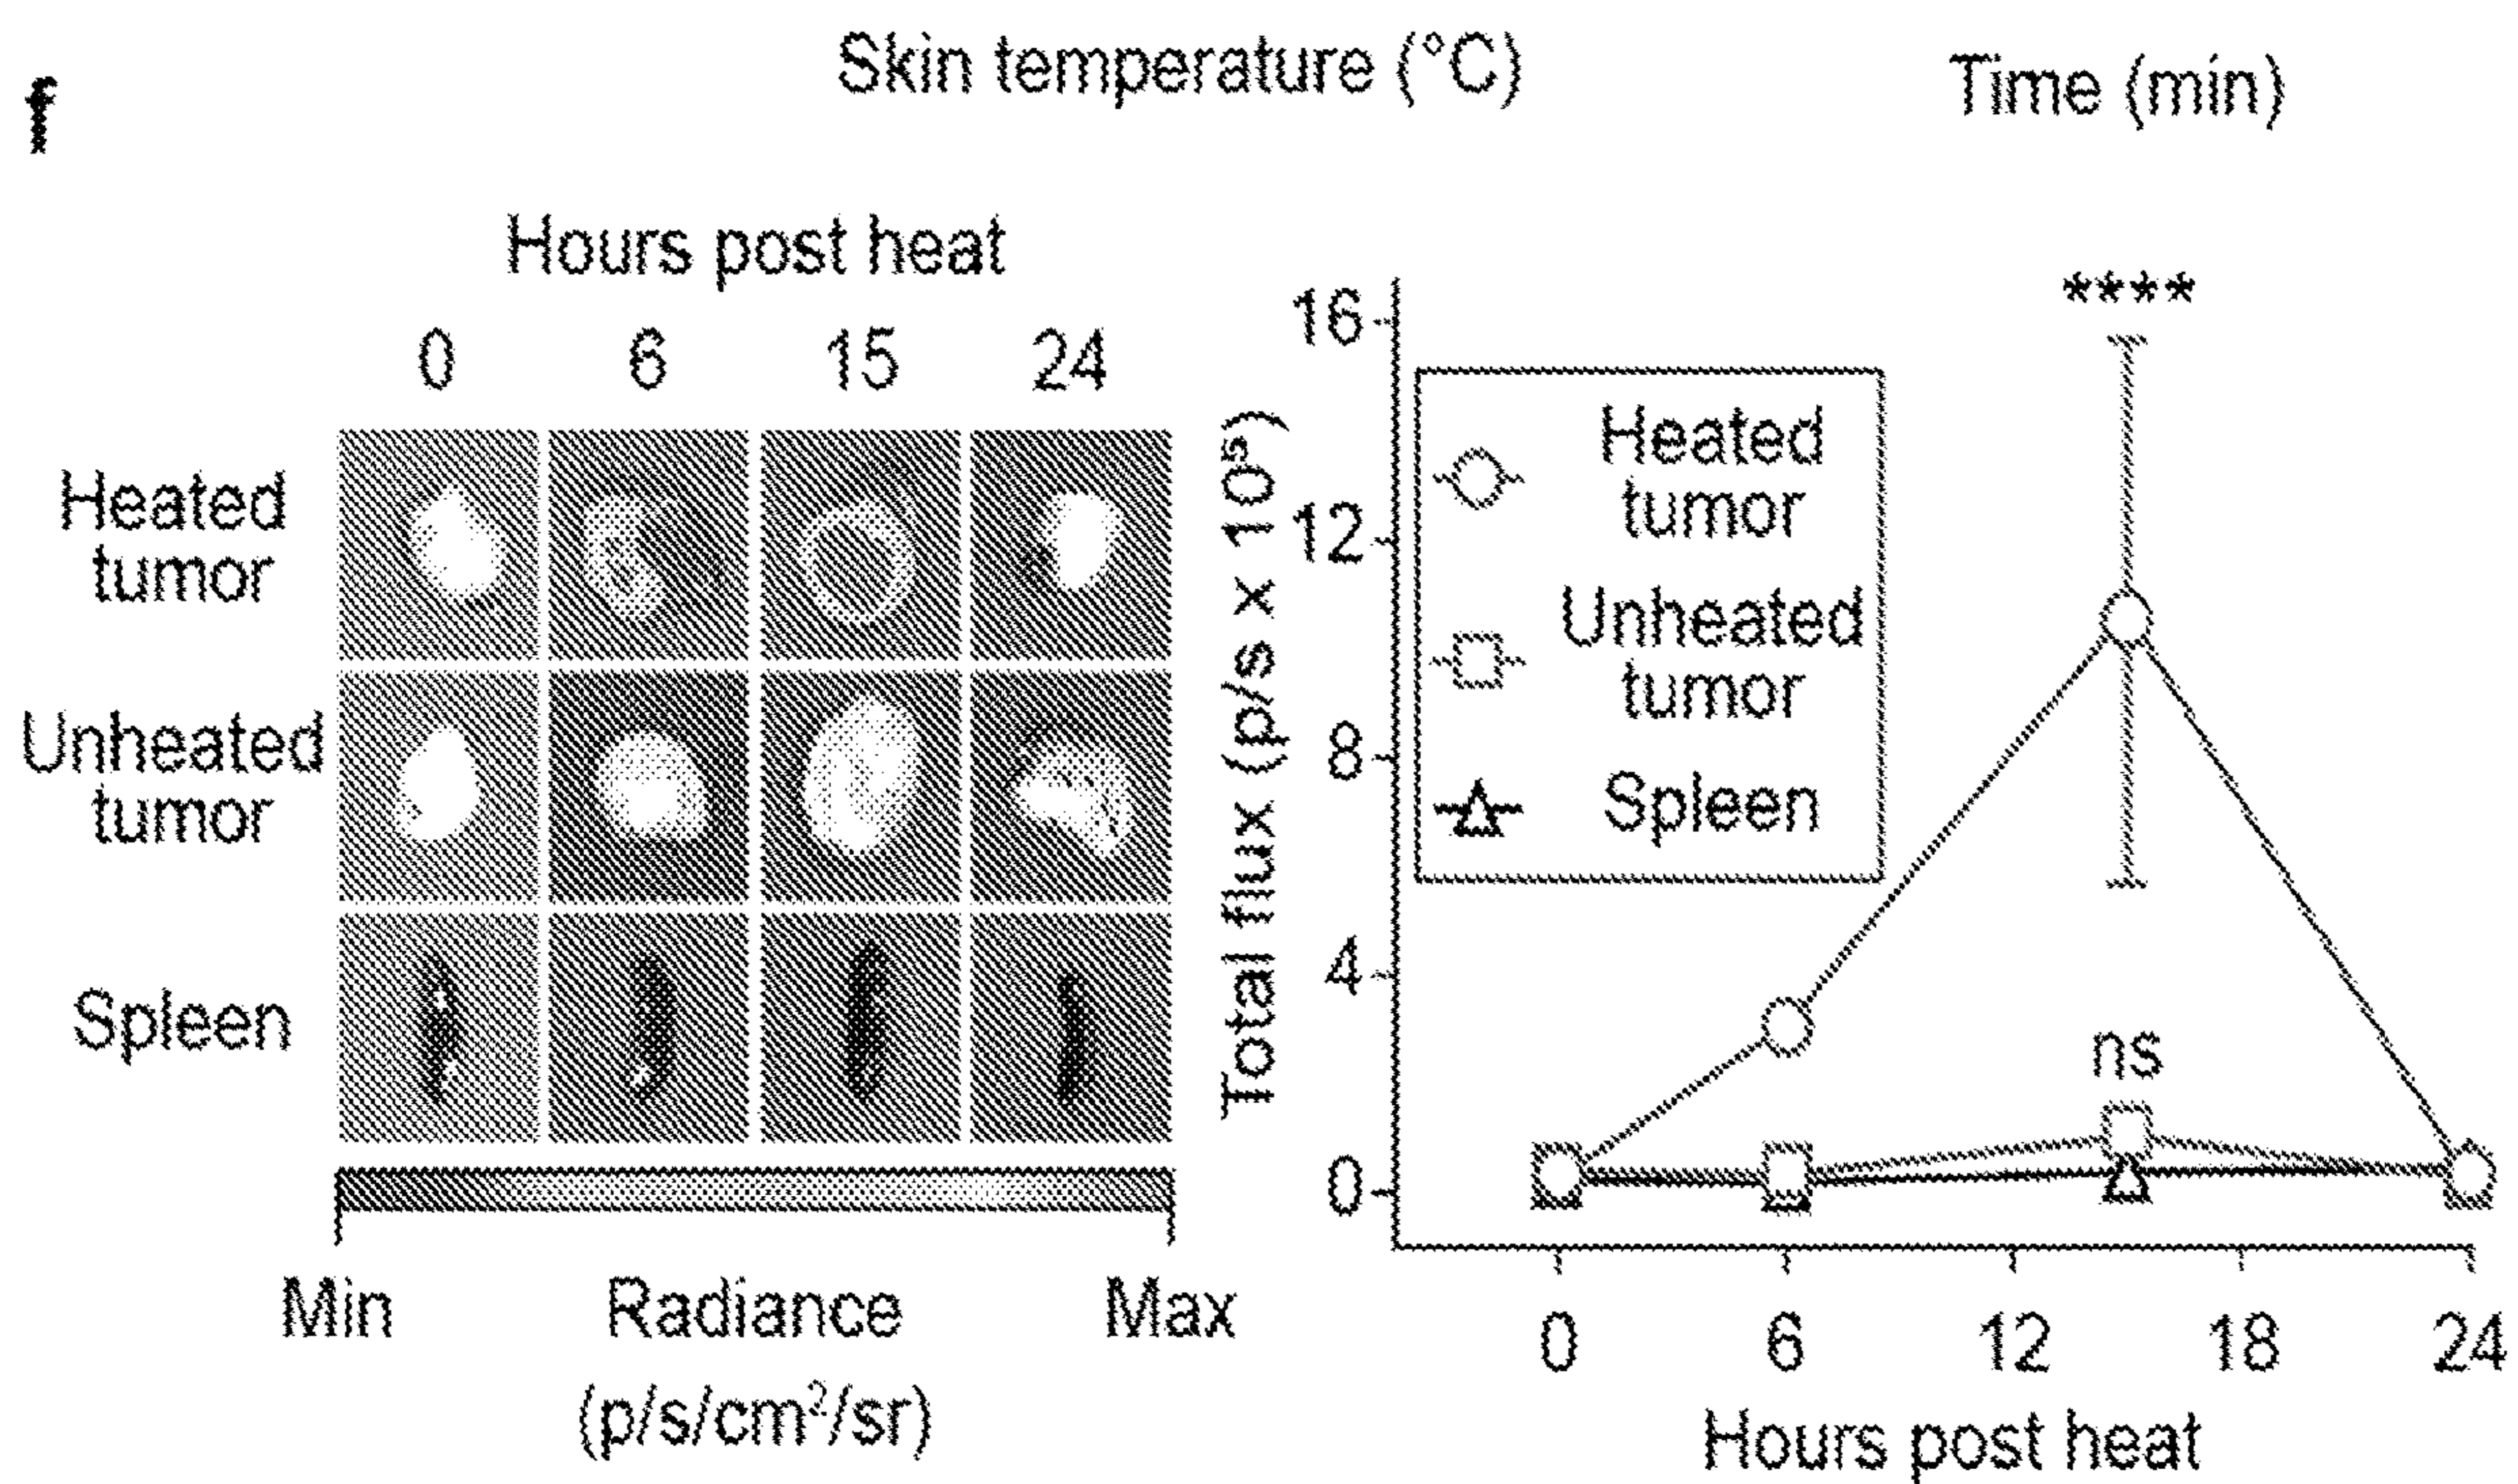 Skin temperature (°C)
Time (min)
f
Hours post heat
0 6 15 24
Heated
tumor
Unheated
tumor
Spleen
Min Radiance Max
(p/s/cm²/sr)
Total flux (p/s x 10⁵)
16
12
8
4
0
Heated
tumor
Unheated
tumor
Spleen
****
ns
0 6 12 18 24
Hours post heat